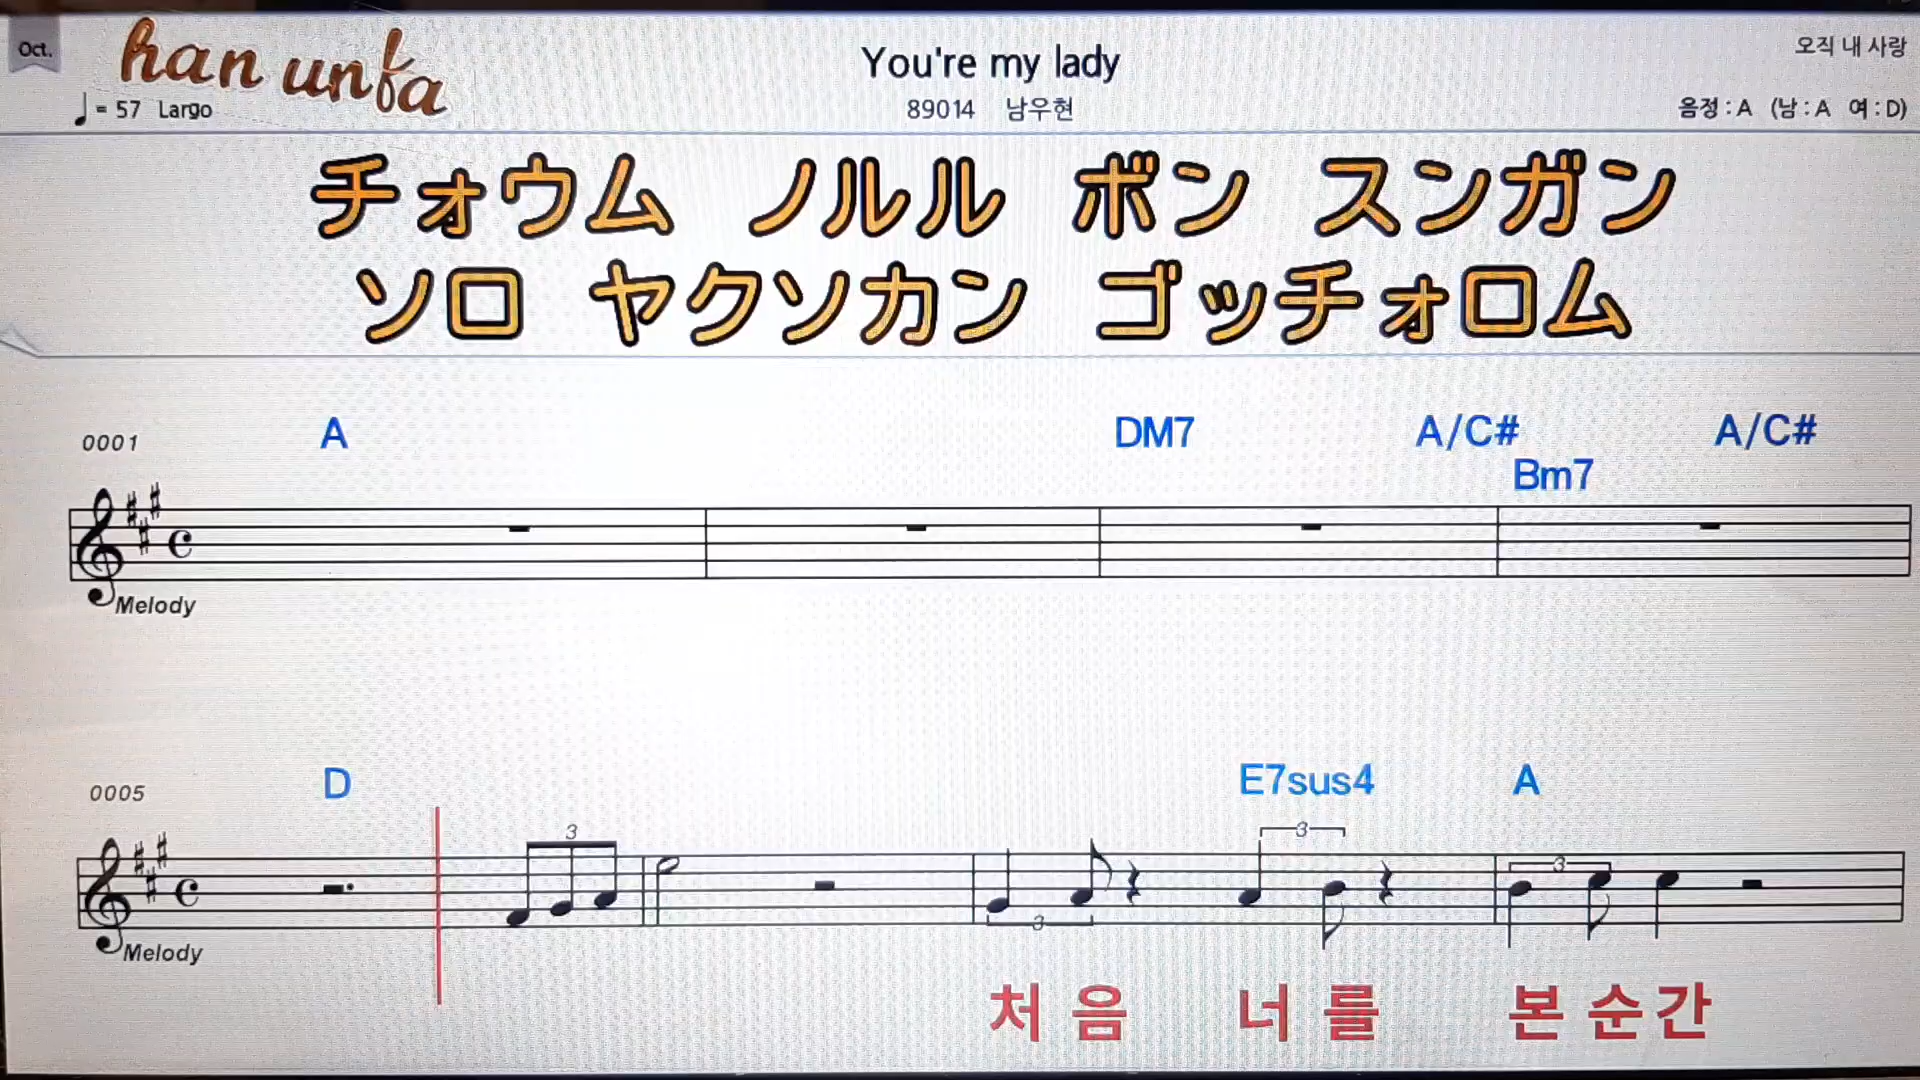 Oct.
han unfa
You're my lady
오직 내 사랑
♩= 57 Largo
89014 남우현
음정 : A (남 : A 여 : D)
チォウム ノルル ボン スンガン
ソロ ヤクソカン ゴッチォロム
0001 A DM7 A/C# Bm7 A/C#
Melody
0005 D E7sus4 A
3 3 3 3
Melody
처음 너를 본순간